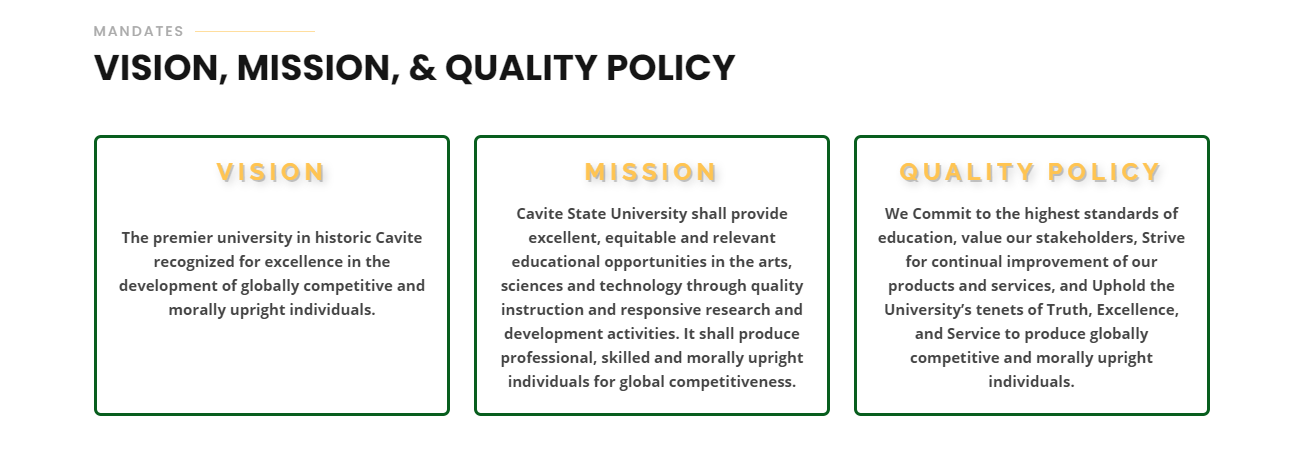 MANDATES
VISION, MISSION, & QUALITY POLICY
VISION
The premier university in historic Cavite
recognized for excellence in the
development of globally competitive and
morally upright individuals.
MISSION
Cavite State University shall provide
excellent, equitable and relevant
educational opportunities in the arts,
sciences and technology through quality
instruction and responsive research and
development activities. It shall produce
professional, skilled and morally upright
individuals for global competitiveness.
QUALITY POLICY
We Commit to the highest standards of
education, value our stakeholders, Strive
for continual improvement of our
products and services, and Uphold the
University’s tenets of Truth, Excellence,
and Service to produce globally
competitive and morally upright
individuals.